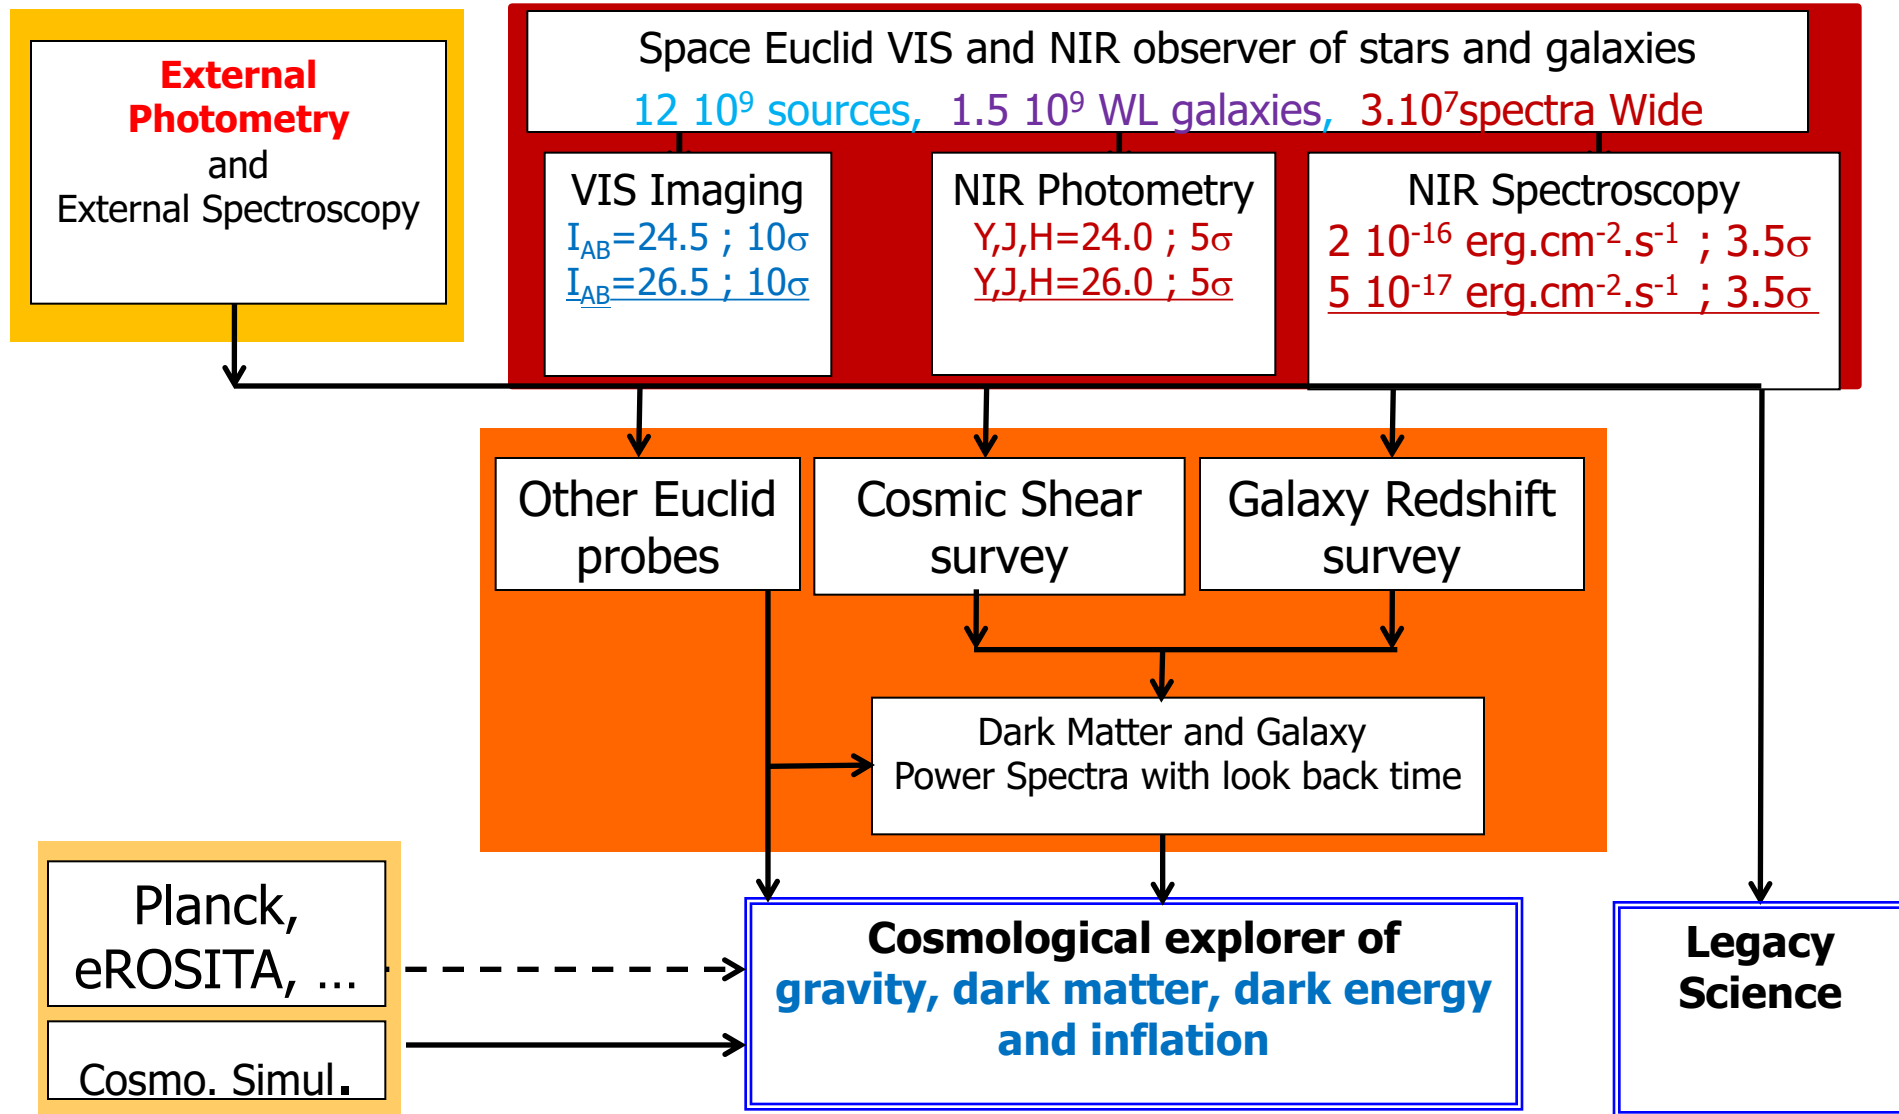 External
Photometry
and
External Spectroscopy
Space Euclid VIS and NIR observer of stars and galaxies
12 10⁹ sources, 1.5 10⁹ WL galaxies, 3.10⁷spectra Wide
VIS Imaging
I_AB=24.5 ; 10σ
I_AB=26.5 ; 10σ
NIR Photometry
Y,J,H=24.0 ; 5σ
Y,J,H=26.0 ; 5σ
NIR Spectroscopy
2 10⁻¹⁶ erg.cm⁻².s⁻¹ ; 3.5σ
5 10⁻¹⁷ erg.cm⁻².s⁻¹ ; 3.5σ
Other Euclid
probes
Cosmic Shear
survey
Galaxy Redshift
survey
Dark Matter and Galaxy
Power Spectra with look back time
Planck,
eROSITA, ...
Cosmo. Simul.
Cosmological explorer of
gravity, dark matter, dark energy
and inflation
Legacy
Science